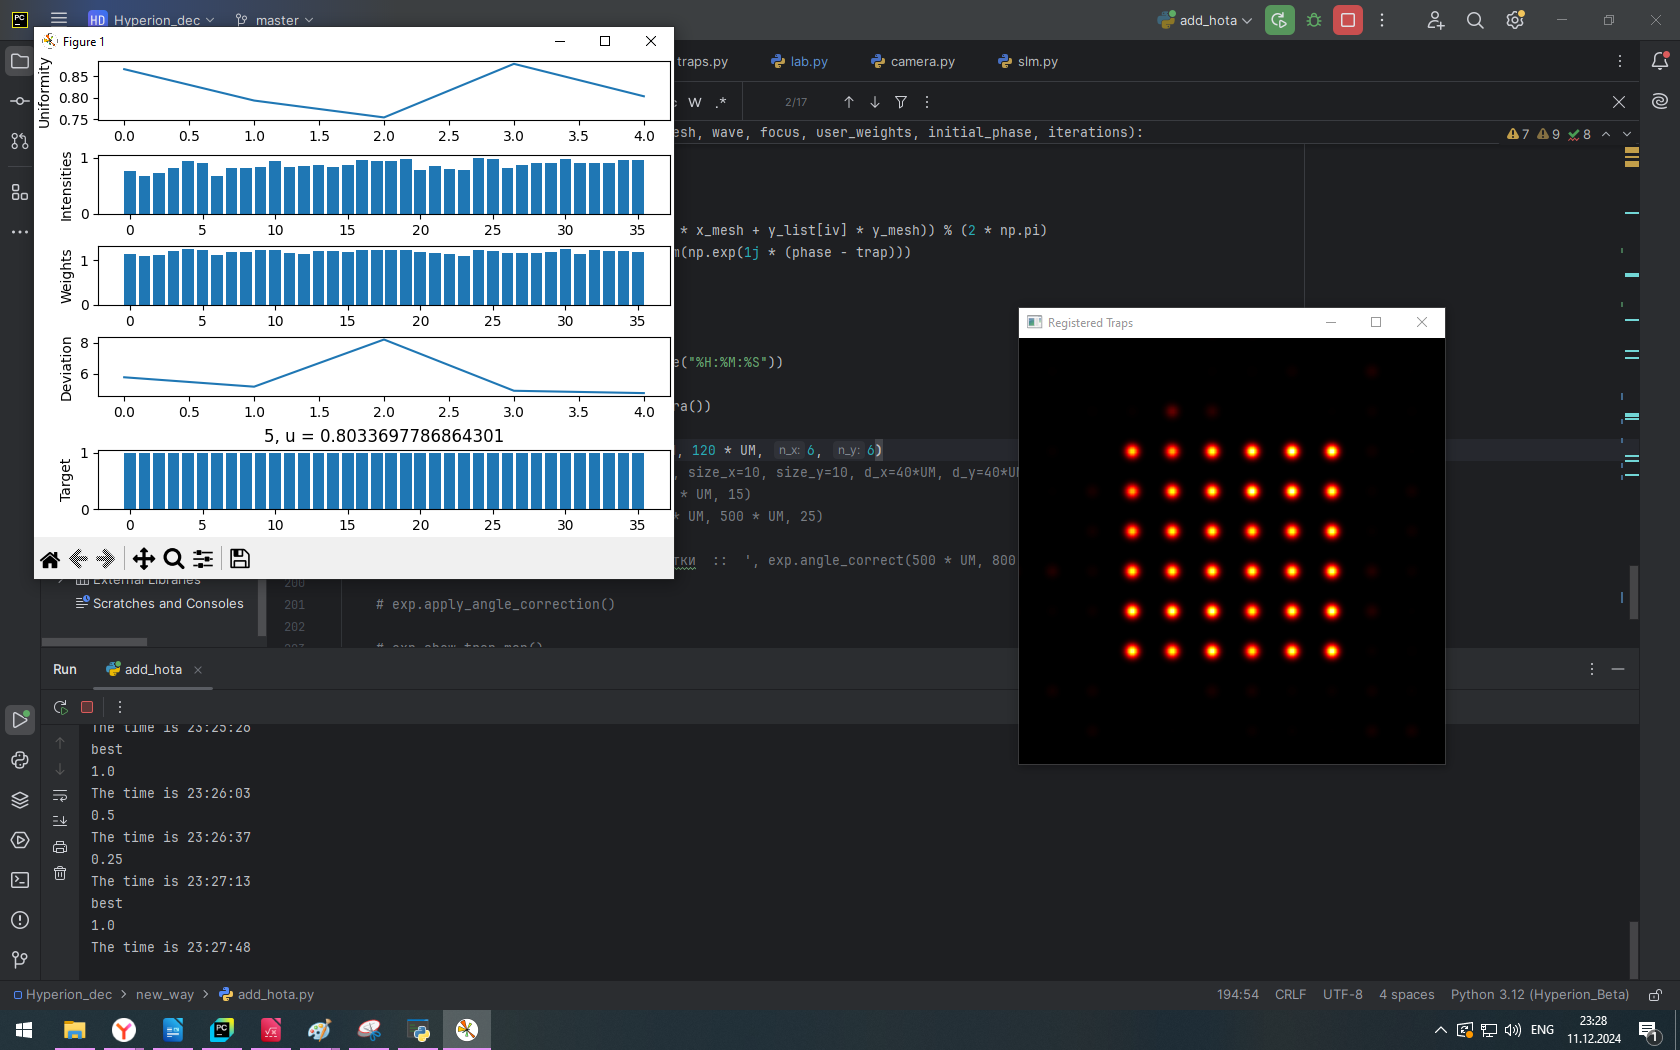 HD Hyperion_dec master
add_hota
Figure 1
traps.py lab.py camera.py slm.py
W .* 2/17
esh, wave, focus, user_weights, initial_phase, iterations):
7 9 8
Uniformity
0.85
0.80
0.75
0.0 0.5 1.0 1.5 2.0 2.5 3.0 3.5 4.0
Intensities
1
0
0 5 10 15 20 25 30 35
Weights
1
0
0 5 10 15 20 25 30 35
Deviation
8
6
0.0 0.5 1.0 1.5 2.0 2.5 3.0 3.5 4.0
5, u = 0.8033697786864301
Target
1
0
0 5 10 15 20 25 30 35
* x_mesh + y_list[iv] * y_mesh)) % (2 * np.pi)
m(np.exp(1j * (phase - trap)))
e("%H:%M:%S"))
ra())
, 120 * UM, n_x: 6, n_y: 6)
, size_x=10, size_y=10, d_x=40*UM, d_y=40*UM
* UM, 15)
* UM, 500 * UM, 25)
тки :: ', exp.angle_correct(500 * UM, 800
200
201 # exp.apply_angle_correction()
202
# exp.show_trap_map()
External Libraries
Scratches and Consoles
Registered Traps
Run add_hota
The time is 23:25:26
best
1.0
The time is 23:26:03
0.5
The time is 23:26:37
0.25
The time is 23:27:13
best
1.0
The time is 23:27:48
Hyperion_dec > new_way > add_hota.py
194:54 CRLF UTF-8 4 spaces Python 3.12 (Hyperion_Beta)
ENG
23:28
11.12.2024
1